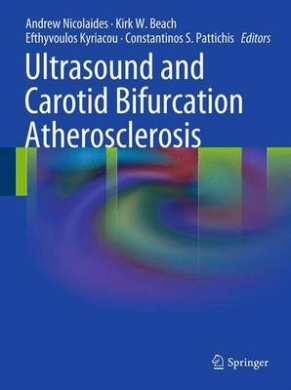 Andrew Nicolaides · Kirk W. Beach
Efthyvoulos Kyriacou · Constantinos S. Pattichis Editors
Ultrasound and
Carotid Bifurcation
Atherosclerosis
Springer